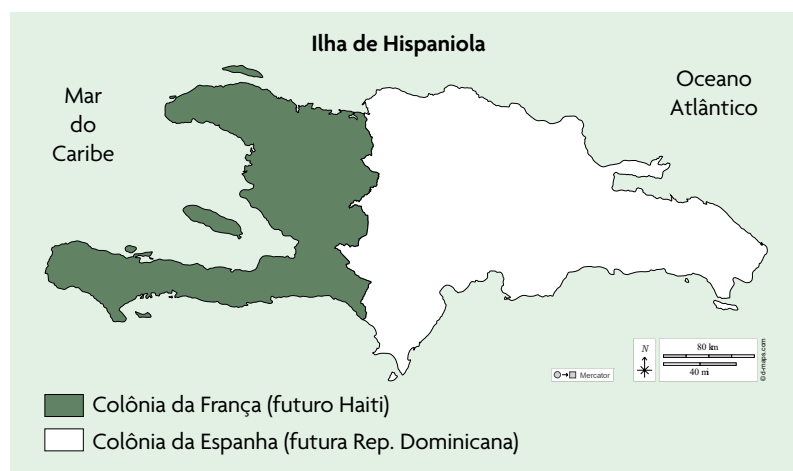 Ilha de Hispaniola
Mar
do
Caribe
Oceano
Atlântico
N
80 km
40 mi
Mercator
© d-maps.com
Colônia da França (futuro Haiti)
Colônia da Espanha (futura Rep. Dominicana)